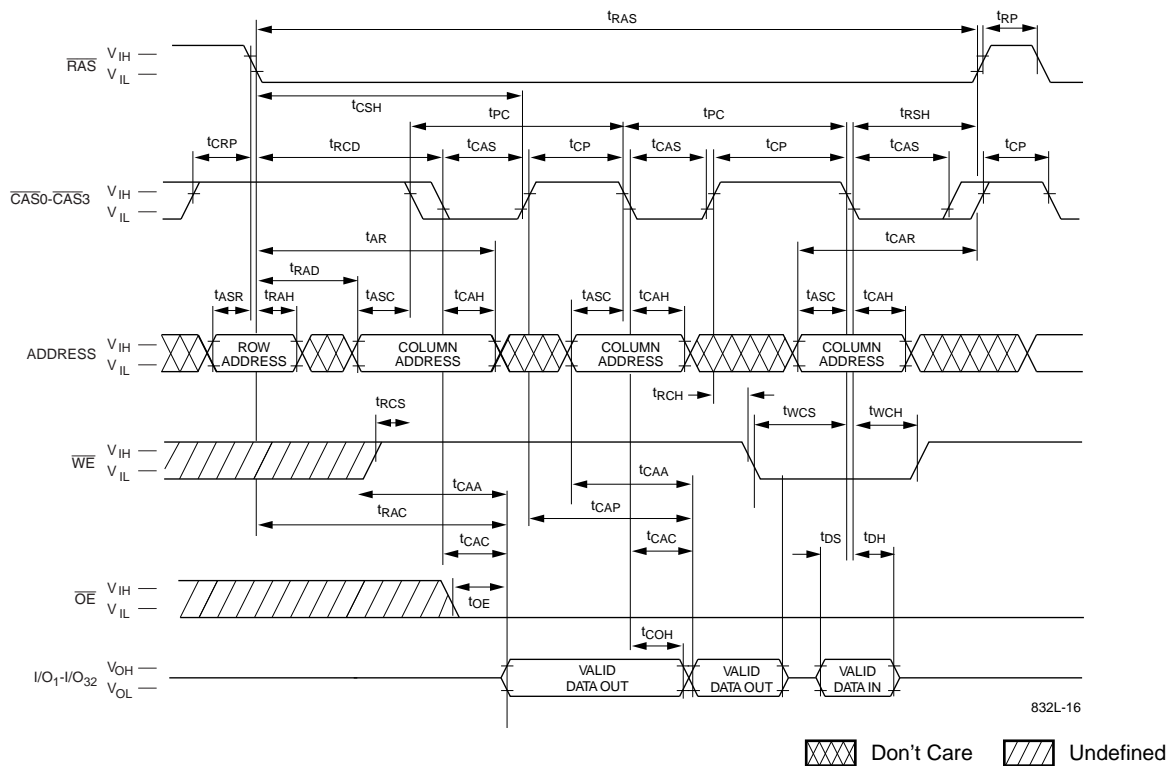 tRAS tRP
RAS VIH
VIL
tCSH
tPC tPC tRSH
tCRP tRCD tCAS tCP tCAS tCP tCAS tCP
CAS0-CAS3 VIH
VIL
tAR tCAR
tRAD
tASR tRAH tASC tCAH tASC tCAH tASC tCAH
ADDRESS VIH
VIL
ROW ADDRESS COLUMN ADDRESS COLUMN ADDRESS COLUMN ADDRESS
tRCH
tRCS tWCS tWCH
WE VIH
VIL
tCAA tCAA
tRAC tCAP
tCAC tCAC tDS tDH
OE VIH
VIL
tOE
tCOH
I/O1-I/O32 VOH
VOL
VALID DATA OUT VALID DATA OUT VALID DATA IN
832L-16
Don't Care Undefined